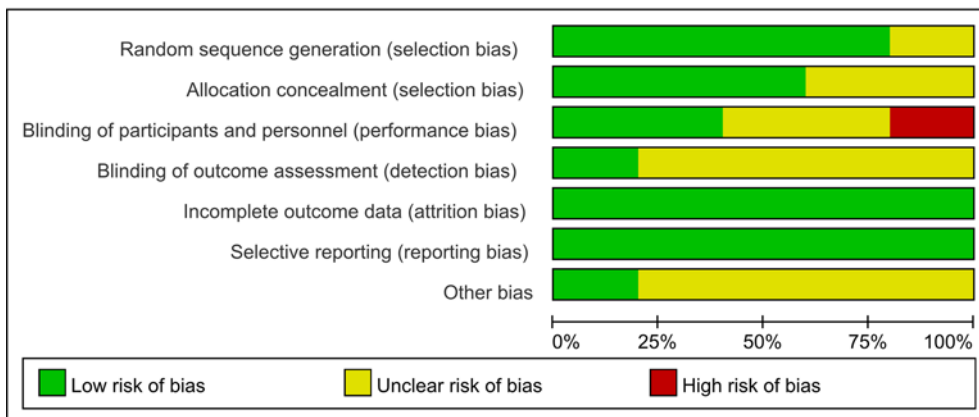 Random sequence generation (selection bias)
Allocation concealment (selection bias)
Blinding of participants and personnel (performance bias)
Blinding of outcome assessment (detection bias)
Incomplete outcome data (attrition bias)
Selective reporting (reporting bias)
Other bias
0% 25% 50% 75% 100%
Low risk of bias Unclear risk of bias High risk of bias